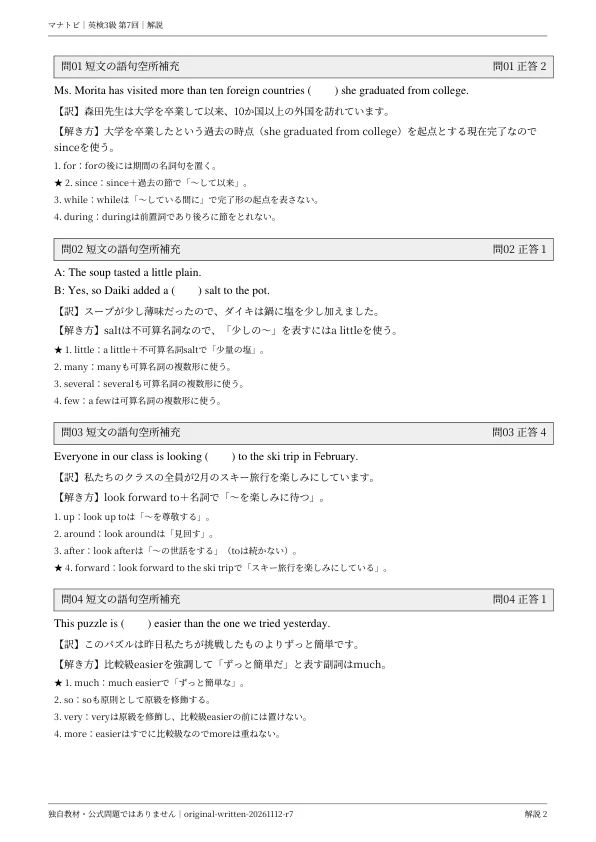 マナトビ｜英検3級 第7回｜解説
問01 短文の語句空所補充 問01 正答 2
Ms. Morita has visited more than ten foreign countries (　　) she graduated from college.
【訳】森田先生は大学を卒業して以来、10か国以上の外国を訪れています。
【解き方】大学を卒業したという過去の時点（she graduated from college）を起点とする現在完了なので
sinceを使う。
1. for：forの後には期間の名詞句を置く。
★ 2. since：since＋過去の節で「～して以来」。
3. while：whileは「～している間に」で完了形の起点を表さない。
4. during：duringは前置詞であり後ろに節をとれない。
問02 短文の語句空所補充 問02 正答 1
A: The soup tasted a little plain.
B: Yes, so Daiki added a (　　) salt to the pot.
【訳】スープが少し薄味だったので、ダイキは鍋に塩を少し加えました。
【解き方】saltは不可算名詞なので、「少しの～」を表すにはa littleを使う。
★ 1. little：a little＋不可算名詞saltで「少量の塩」。
2. many：manyも可算名詞の複数形に使う。
3. several：severalも可算名詞の複数形に使う。
4. few：a fewは可算名詞の複数形に使う。
問03 短文の語句空所補充 問03 正答 4
Everyone in our class is looking (　　) to the ski trip in February.
【訳】私たちのクラスの全員が2月のスキー旅行を楽しみにしています。
【解き方】look forward to＋名詞で「～を楽しみに待つ」。
1. up：look up toは「～を尊敬する」。
2. around：look aroundは「見回す」。
3. after：look afterは「～の世話をする」（toは続かない）。
★ 4. forward：look forward to the ski tripで「スキー旅行を楽しみにしている」。
問04 短文の語句空所補充 問04 正答 1
This puzzle is (　　) easier than the one we tried yesterday.
【訳】このパズルは昨日私たちが挑戦したものよりずっと簡単です。
【解き方】比較級easierを強調して「ずっと簡単だ」と表す副詞はmuch。
★ 1. much：much easierで「ずっと簡単な」。
2. so：soも原則として原級を修飾する。
3. very：veryは原級を修飾し、比較級easierの前には置けない。
4. more：easierはすでに比較級なのでmoreは重ねない。
独自教材・公式問題ではありません｜original-written-20261112-r7 解説 2